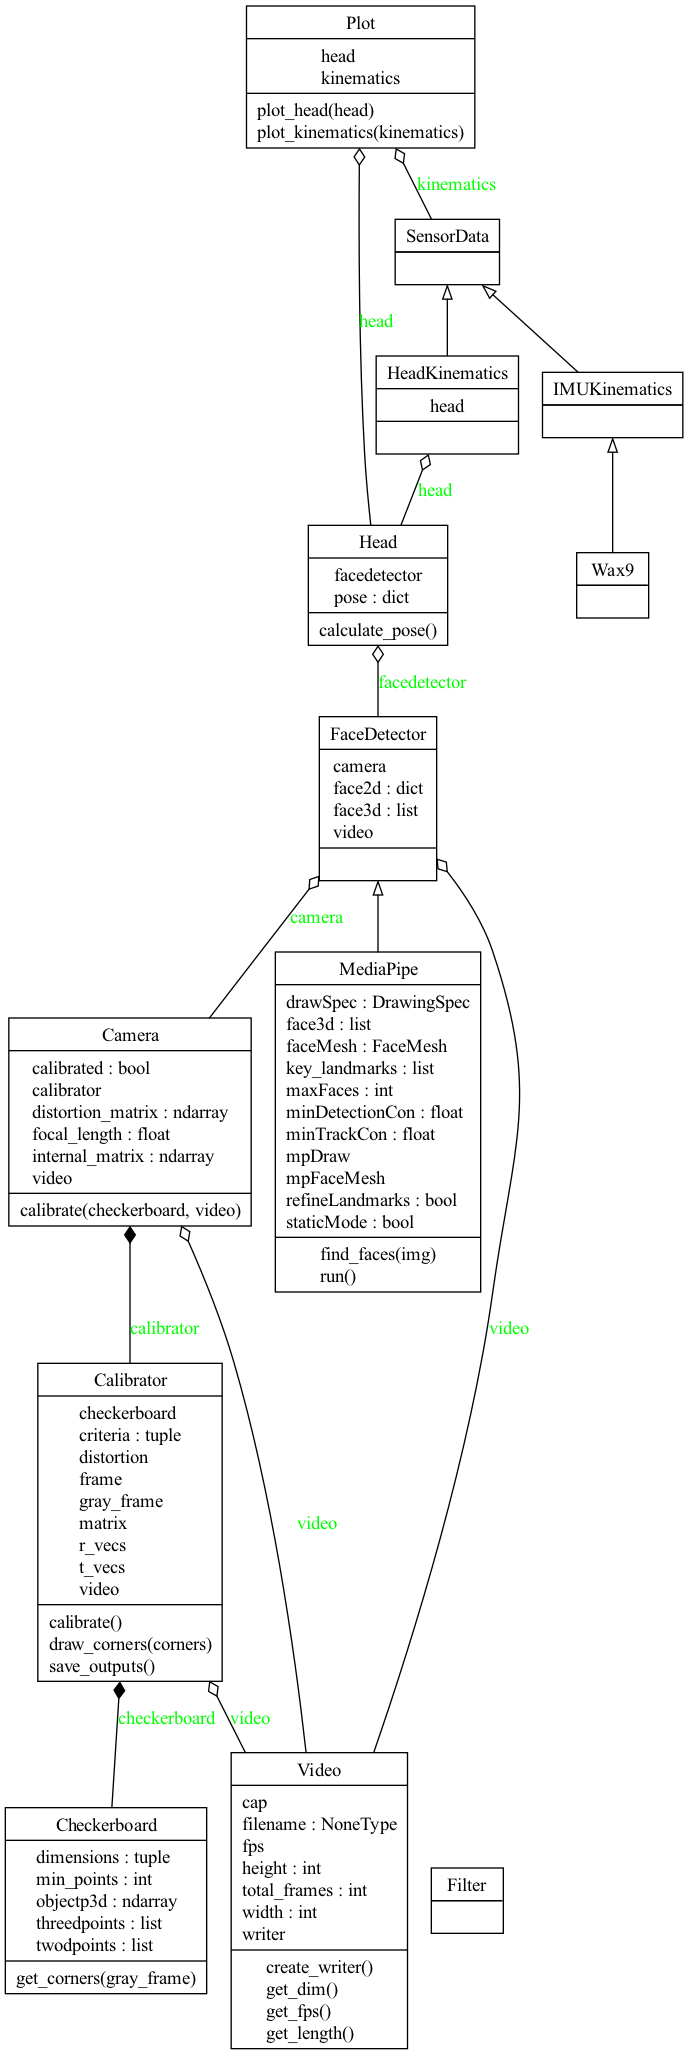 Plot
head
kinematics
plot_head(head)
plot_kinematics(kinematics)
kinematics
SensorData
head
HeadKinematics
head
IMUKinematics
head
Head
facedetector
pose : dict
calculate_pose()
Wax9
facedetector
FaceDetector
camera
face2d : dict
face3d : list
video
camera
MediaPipe
drawSpec : DrawingSpec
face3d : list
faceMesh : FaceMesh
key_landmarks : list
maxFaces : int
minDetectionCon : float
minTrackCon : float
mpDraw
mpFaceMesh
refineLandmarks : bool
staticMode : bool
find_faces(img)
run()
Camera
calibrated : bool
calibrator
distortion_matrix : ndarray
focal_length : float
internal_matrix : ndarray
video
calibrate(checkerboard, video)
calibrator
video
Calibrator
checkerboard
criteria : tuple
distortion
frame
gray_frame
matrix
r_vecs
t_vecs
video
calibrate()
draw_corners(corners)
save_outputs()
video
checkerboard
video
Video
cap
filename : NoneType
fps
height : int
total_frames : int
width : int
writer
create_writer()
get_dim()
get_fps()
get_length()
Checkerboard
dimensions : tuple
min_points : int
objectp3d : ndarray
threedpoints : list
twodpoints : list
get_corners(gray_frame)
Filter